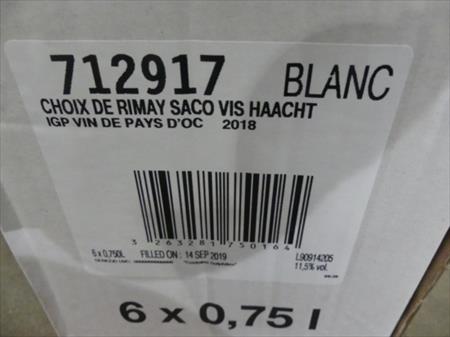 712917 BLANC
CHOIX DE RIMAY SACO VIS HAACHT
IGP VIN DE PAYS D'OC 2018
3 263281 750164
6 x 0,750L FILLED ON: 14 SEP 2019 L90914205
11,5% vol.
6 x 0,75 l